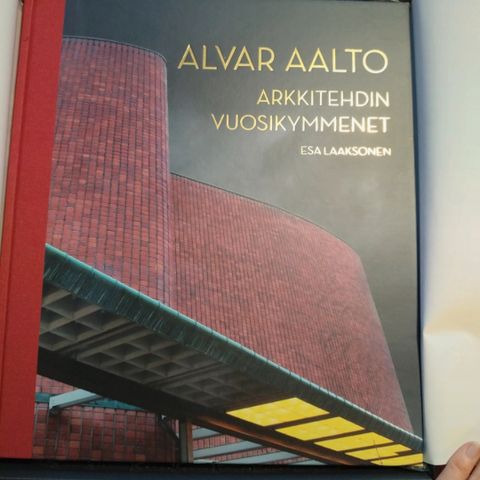 ALVAR AALTO
ARKKITEHDIN
VUOSIKYMMENET
ESA LAAKSONEN